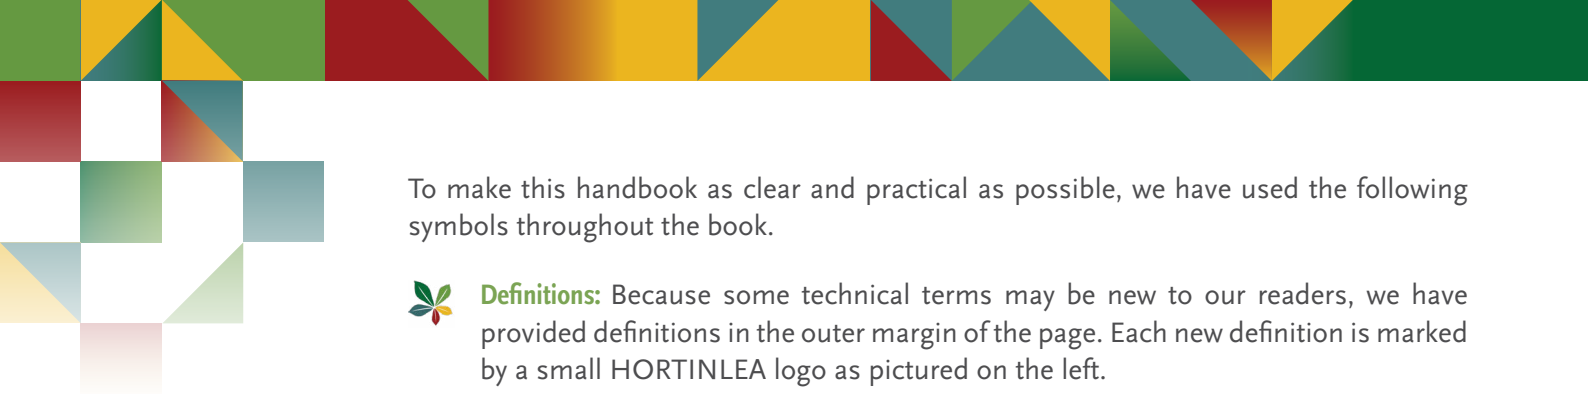 To make this handbook as clear and practical as possible, we have used the following
symbols throughout the book.
Definitions: Because some technical terms may be new to our readers, we have
provided definitions in the outer margin of the page. Each new definition is marked
by a small HORTINLEA logo as pictured on the left.